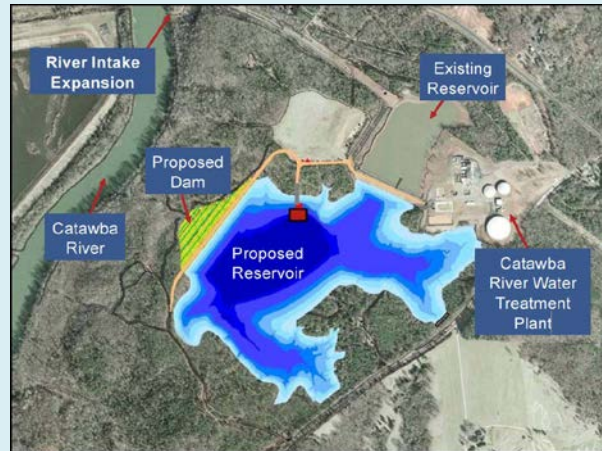 River Intake
Expansion
Existing
Reservoir
Proposed
Dam
Catawba
River
Proposed
Reservoir
Catawba
River Water
Treatment
Plant